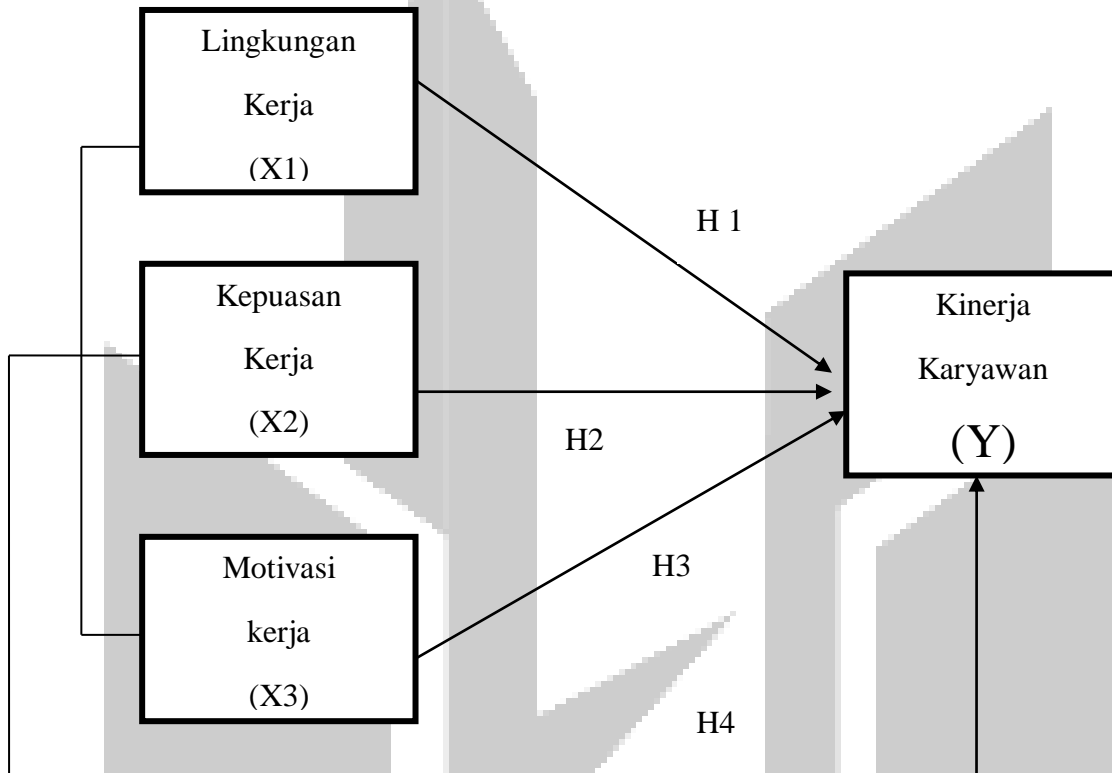 Lingkungan
Kerja
(X1)
H 1
Kepuasan
Kerja
(X2)
Kinerja
Karyawan
(Y)
H2
Motivasi
kerja
(X3)
H3
H4